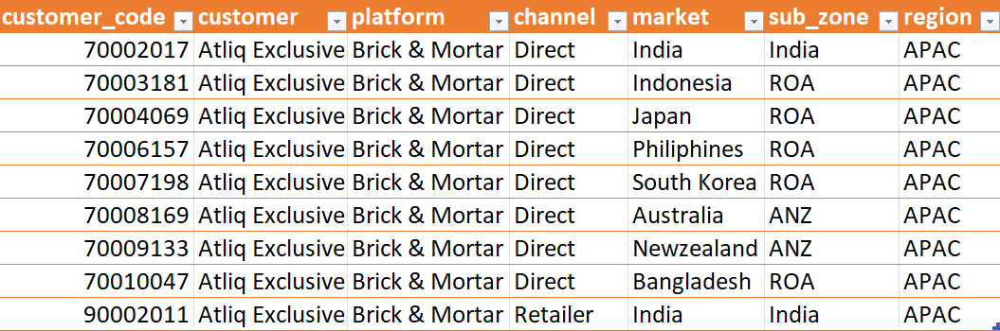 customer_code customer platform channel market sub_zone region
70002017 Atliq Exclusive Brick & Mortar Direct India India APAC
70003181 Atliq Exclusive Brick & Mortar Direct Indonesia ROA APAC
70004069 Atliq Exclusive Brick & Mortar Direct Japan ROA APAC
70006157 Atliq Exclusive Brick & Mortar Direct Philiphines ROA APAC
70007198 Atliq Exclusive Brick & Mortar Direct South Korea ROA APAC
70008169 Atliq Exclusive Brick & Mortar Direct Australia ANZ APAC
70009133 Atliq Exclusive Brick & Mortar Direct Newzealand ANZ APAC
70010047 Atliq Exclusive Brick & Mortar Direct Bangladesh ROA APAC
90002011 Atliq Exclusive Brick & Mortar Retailer India India APAC